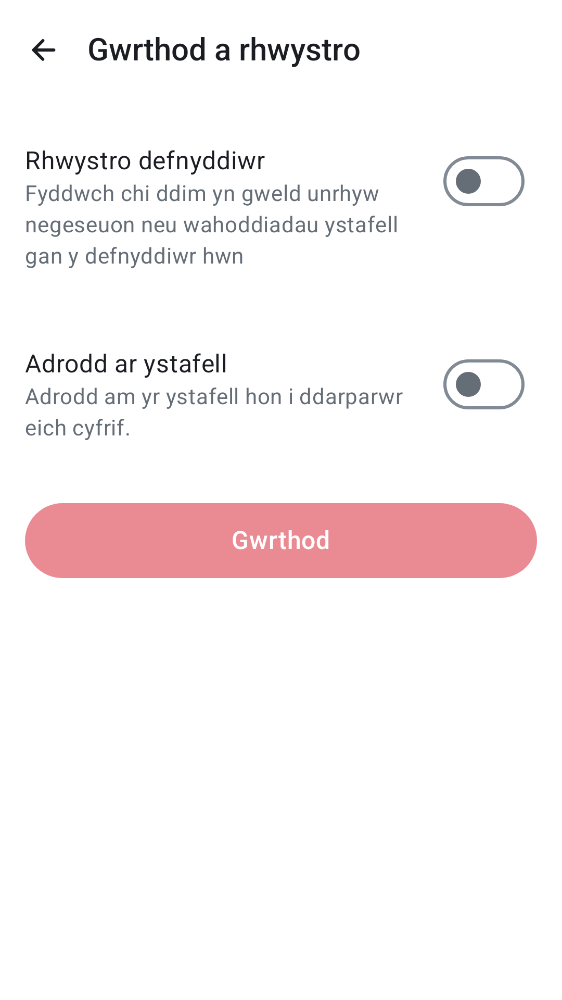 Gwrthod a rhwystro
Rhwystro defnyddiwr
Fyddwch chi ddim yn gweld unrhyw
negeseuon neu wahoddiadau ystafell
gan y defnyddiwr hwn
Adrodd ar ystafell
Adrodd am yr ystafell hon i ddarparwr
eich cyfrif.
Gwrthod